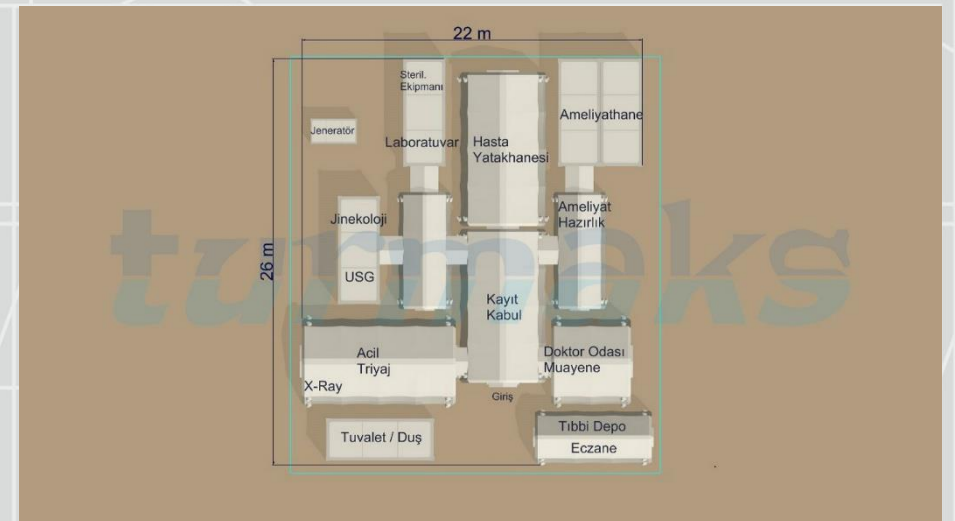 22 m
Steril.
Ekipmanı
Ameliyathane
Jeneratör
Laboratuvar
Hasta
Yatakhanesi
Jinekoloji
Ameliyat
Hazırlık
turmaks
26 m
USG
Kayıt
Kabul
Acil
Triyaj
Doktor Odası
Muayene
X-Ray
Giriş
Tıbbi Depo
Tuvalet / Duş
Eczane